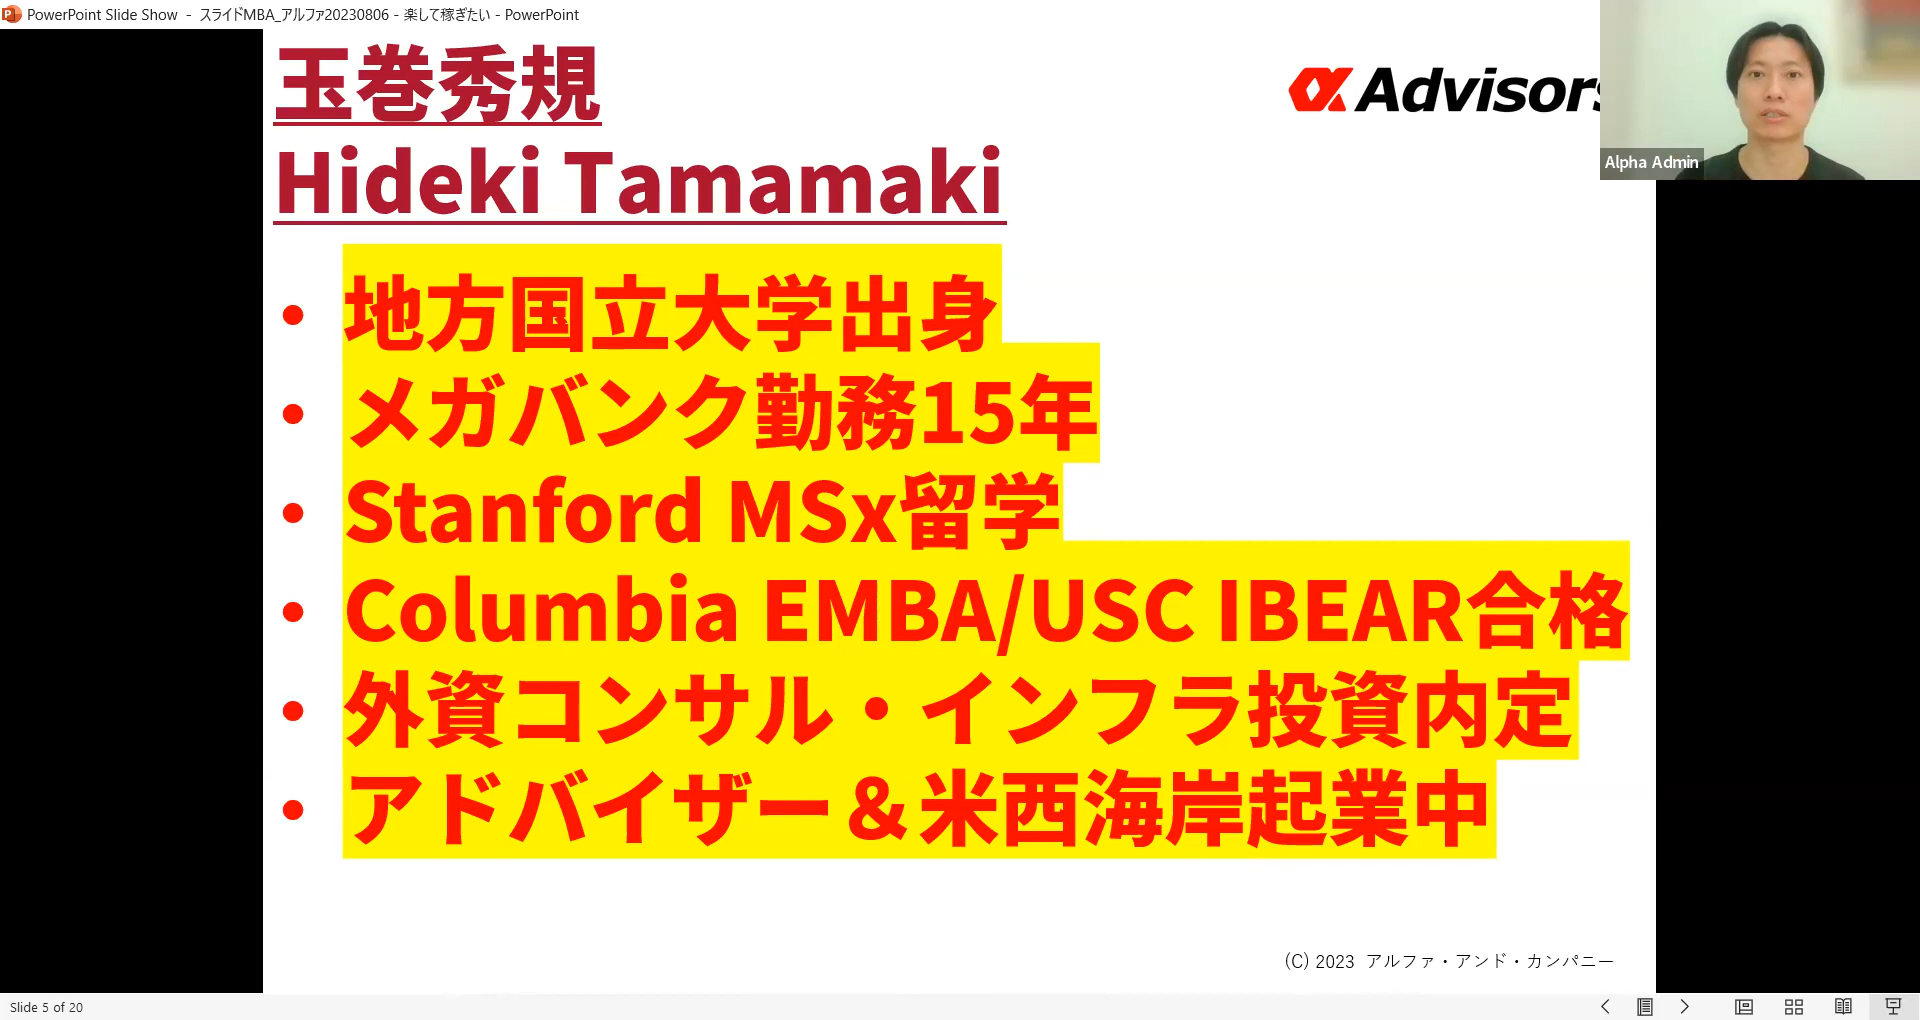 PowerPoint Slide Show - スライドMBA_アルファ20230806 - 楽して稼ぎたい - PowerPoint
玉巻秀規
Hideki Tamamaki
αAdvisors
Alpha Admin
• 地方国立大学出身
• メガバンク勤務15年
• Stanford MSx留学
• Columbia EMBA/USC IBEAR合格
• 外資コンサル・インフラ投資内定
• アドバイザー＆米西海岸起業中
(C) 2023 アルファ・アンド・カンパニー
Slide 5 of 20